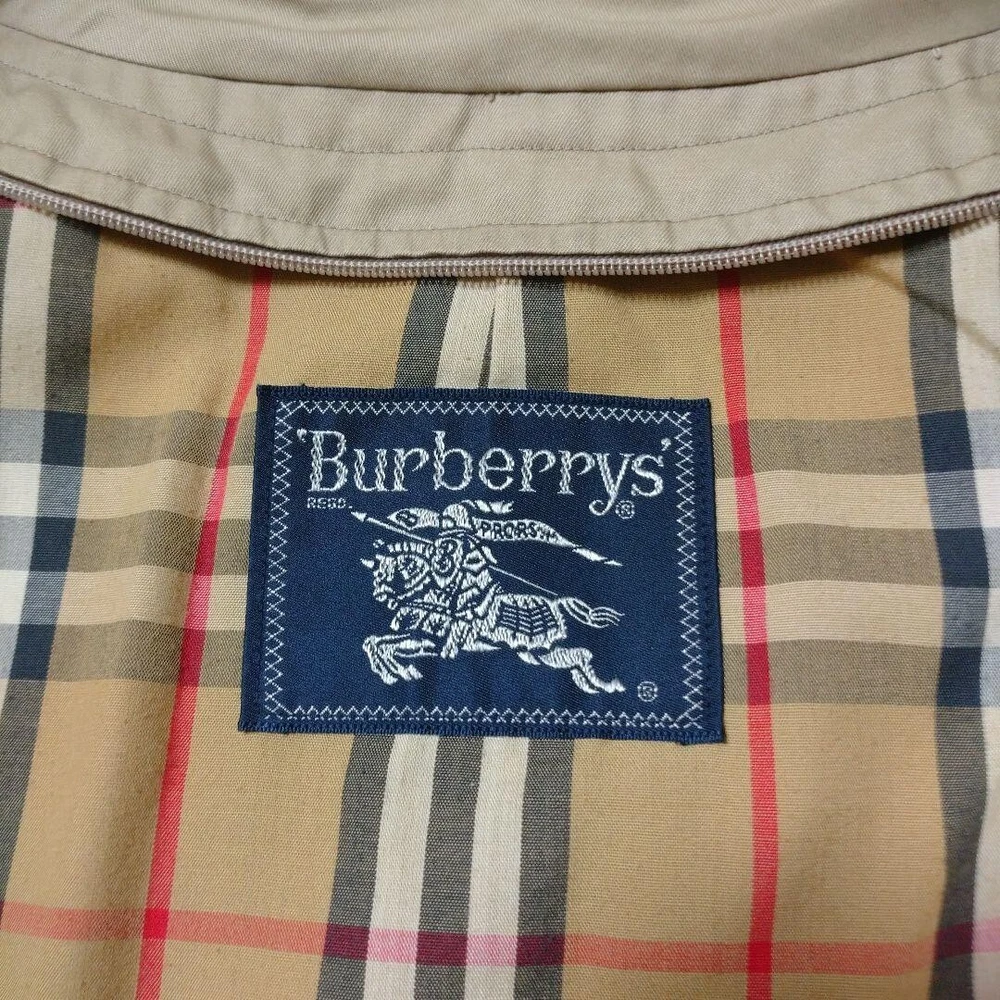 'Burberrys'
REGD. ®
PRORSUM
®